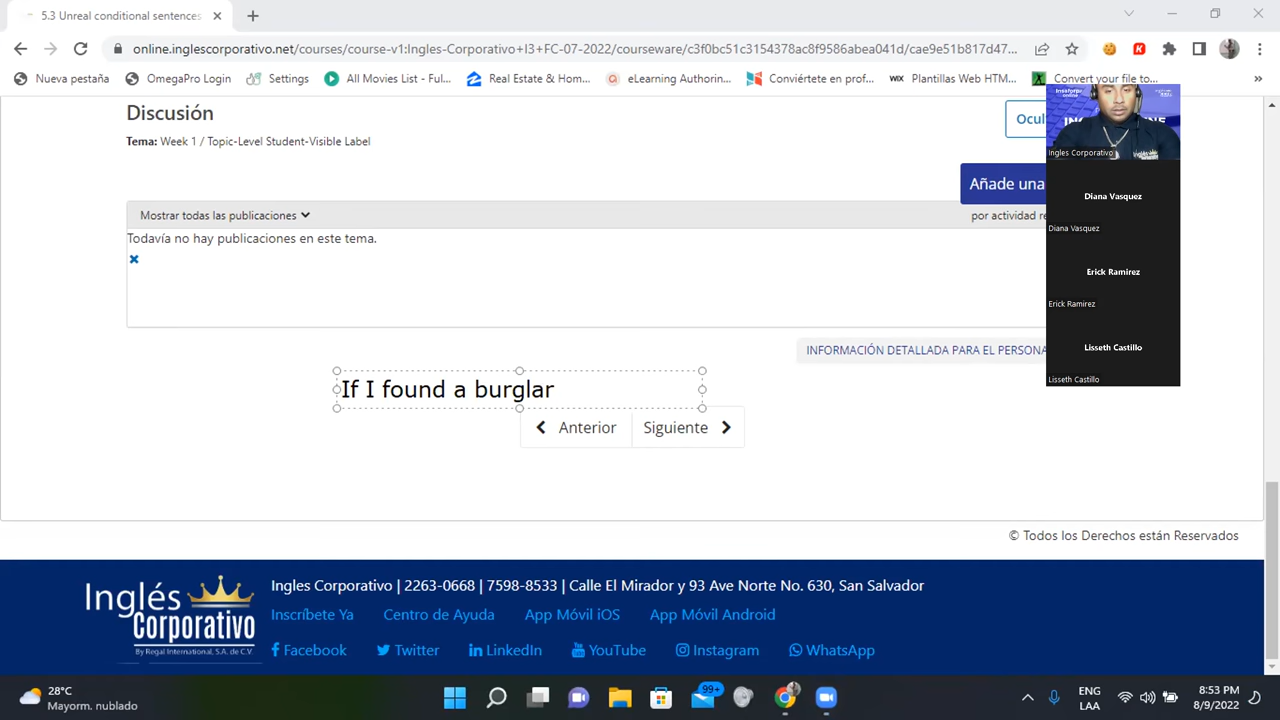 5.3 Unreal conditional sentences
online.inglescorporativo.net/courses/course-v1:Ingles-Corporativo+I3+FC-07-2022/courseware/c3f0bc51c3154378ac8f9586abea041d/cae9e51b817d47...
Nueva pestaña OmegaPro Login Settings All Movies List - Ful... Real Estate & Hom... eLearning Authorin... Conviértete en prof... WIX Plantillas Web HTM... Convert your file to... »
Discusión
Tema: Week 1 / Topic-Level Student-Visible Label
Ocul
Añade una
Mostrar todas las publicaciones
por actividad re
Todavía no hay publicaciones en este tema.
Ingles Corporativo
Diana Vasquez
Diana Vasquez
Erick Ramirez
Erick Ramirez
Lisseth Castillo
Lisseth Castillo
INFORMACIÓN DETALLADA PARA EL PERSONA
If I found a burglar
Anterior Siguiente
© Todos los Derechos están Reservados
Inglés Corporativo
By Regal International, S.A. de C.V.
Ingles Corporativo | 2263-0668 | 7598-8533 | Calle El Mirador y 93 Ave Norte No. 630, San Salvador
Inscríbete Ya Centro de Ayuda App Móvil iOS App Móvil Android
Facebook Twitter LinkedIn YouTube Instagram WhatsApp
28°C
Mayorm. nublado
99+
ENG
LAA
8:53 PM
8/9/2022